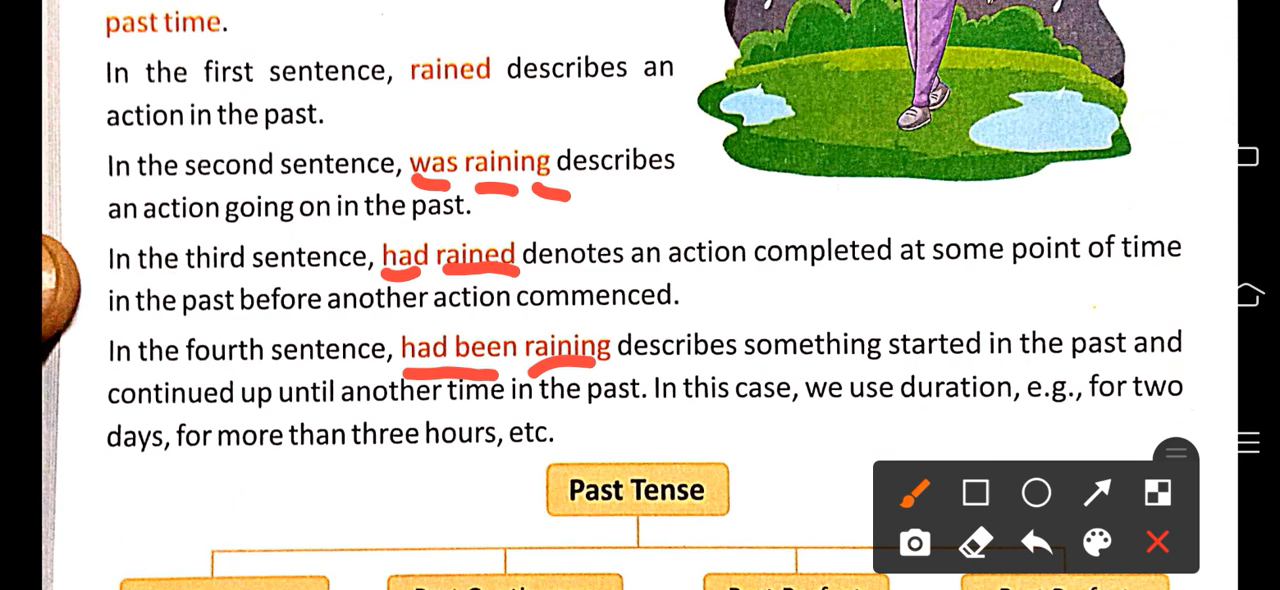 past time.
In the first sentence, rained describes an
action in the past.
In the second sentence, was raining describes
an action going on in the past.
In the third sentence, had rained denotes an action completed at some point of time
in the past before another action commenced.
In the fourth sentence, had been raining describes something started in the past and
continued up until another time in the past. In this case, we use duration, e.g., for two
days, for more than three hours, etc.
Past Tense